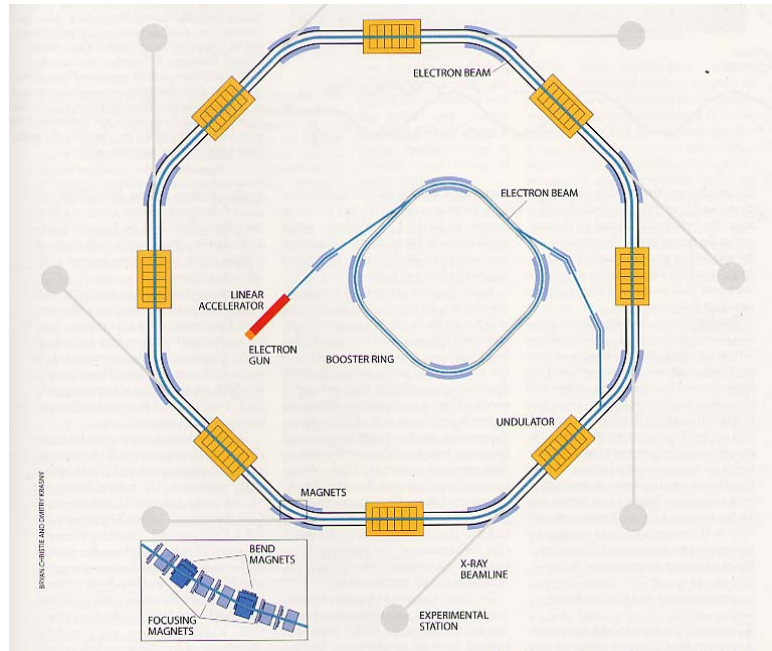 ELECTRON BEAM
ELECTRON BEAM
LINEAR
ACCELERATOR
ELECTRON
GUN
BOOSTER RING
UNDULATOR
MAGNETS
BEND
MAGNETS
FOCUSING
MAGNETS
X-RAY
BEAMLINE
EXPERIMENTAL
STATION
BRYAN CHRISTIE AND DMITRY KRASNY